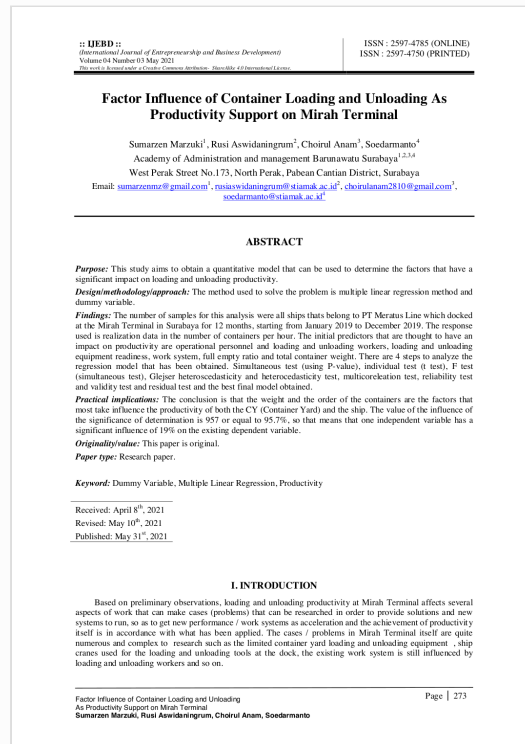 :: IJEBD ::
(International Journal of Entrepreneurship and Business Development)
Volume 04 Number 03 May 2021
This work is licensed under a Creative Commons Attribution- ShareAlike 4.0 International License.
ISSN : 2597-4785 (ONLINE)
ISSN : 2597-4750 (PRINTED)
Factor Influence of Container Loading and Unloading As
Productivity Support on Mirah Terminal
Sumarzen Marzuki1, Rusi Aswidaningrum2, Choirul Anam3, Soedarmanto4
Academy of Administration and management Barunawatu Surabaya1,2,3,4
West Perak Street No.173, North Perak, Pabean Cantian District, Surabaya
Email: sumarzenmz@gmail.com1, rusiaswidaningrum@stiamak.ac.id2, choirulanam2810@gmail.com3,
soedarmanto@stiamak.ac.id4
ABSTRACT
Purpose: This study aims to obtain a quantitative model that can be used to determine the factors that have a
significant impact on loading and unloading productivity.
Design/methodology/approach: The method used to solve the problem is multiple linear regression method and
dummy variable.
Findings: The number of samples for this analysis were all ships thats belong to PT Meratus Line which docked
at the Mirah Terminal in Surabaya for 12 months, starting from January 2019 to December 2019. The response
used is realization data in the number of containers per hour. The initial predictors that are thought to have an
impact on productivity are operational personnel and loading and unloading workers, loading and unloading
equipment readiness, work system, full empty ratio and total container weight. There are 4 steps to analyze the
regression model that has been obtained. Simultaneous test (using P-value), individual test (t test), F test
(simultaneous test), Glejser heteroscedasticity and heterocedasticity test, multicoreleation test, reliability test
and validity test and residual test and the best final model obtained.
Practical implications: The conclusion is that the weight and the order of the containers are the factors that
most take influence the productivity of both the CY (Container Yard) and the ship. The value of the influence of
the significance of determination is 957 or equal to 95.7%, so that means that one independent variable has a
significant influence of 19% on the existing dependent variable.
Originality/value: This paper is original.
Paper type: Research paper.
Keyword: Dummy Variable, Multiple Linear Regression, Productivity
Received: April 8th, 2021
Revised: May 10th, 2021
Published: May 31st, 2021
I. INTRODUCTION
Based on preliminary observations, loading and unloading productivity at Mirah Terminal affects several
aspects of work that can make cases (problems) that can be researched in order to provide solutions and new
systems to run, so as to get new performance / work systems as acceleration and the achievement of productivity
itself is in accordance with what has been applied. The cases / problems in Mirah Terminal itself are quite
numerous and complex to research such as the limited container yard loading and unloading equipment , ship
cranes used for the loading and unloading tools at the dock, the existing work system is still influenced by
loading and unloading workers and so on.
Factor Influence of Container Loading and Unloading
As Productivity Support on Mirah Terminal
Sumarzen Marzuki, Rusi Aswidaningrum, Choirul Anam, Soedarmanto
Page | 273